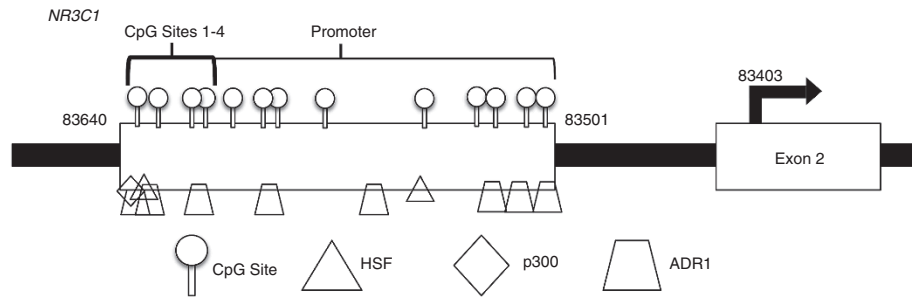 NR3C1
CpG Sites 1-4
Promoter
83640
83501
83403
Exon 2
CpG Site
HSF
p300
ADR1